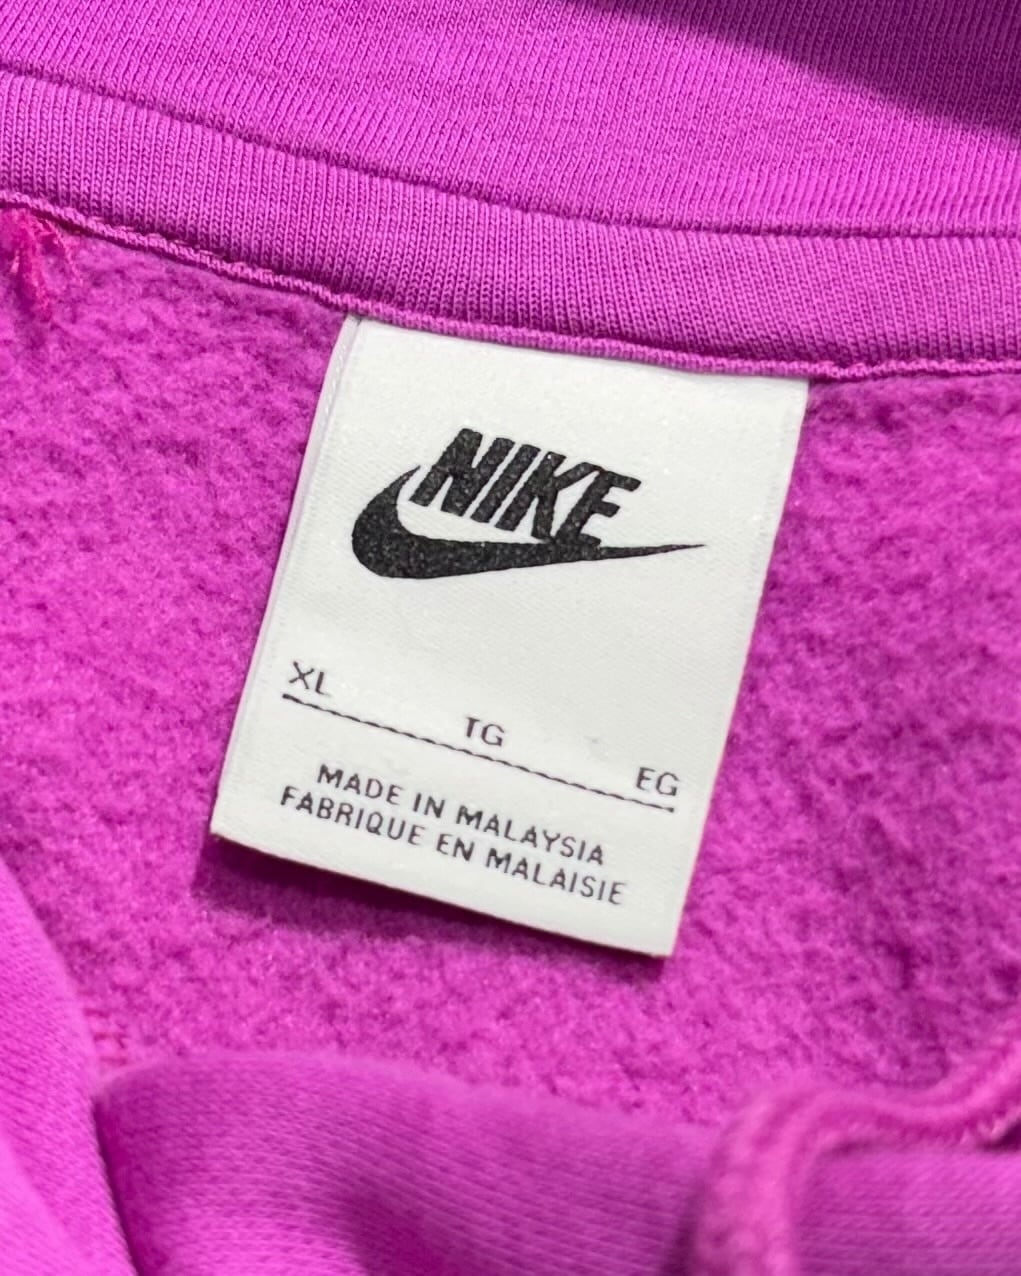 NIKE
XL TG EG
MADE IN MALAYSIA
FABRIQUE EN MALAISIE